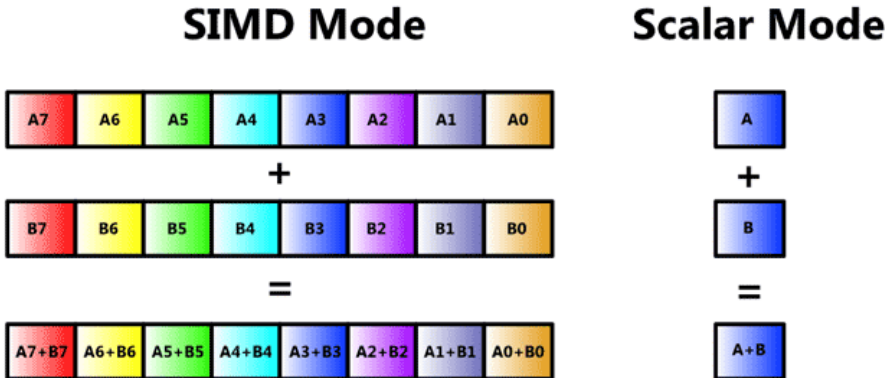 SIMD Mode Scalar Mode
A7 A6 A5 A4 A3 A2 A1 A0 A
+ +
B7 B6 B5 B4 B3 B2 B1 B0 B
= =
A7+B7 A6+B6 A5+B5 A4+B4 A3+B3 A2+B2 A1+B1 A0+B0 A+B